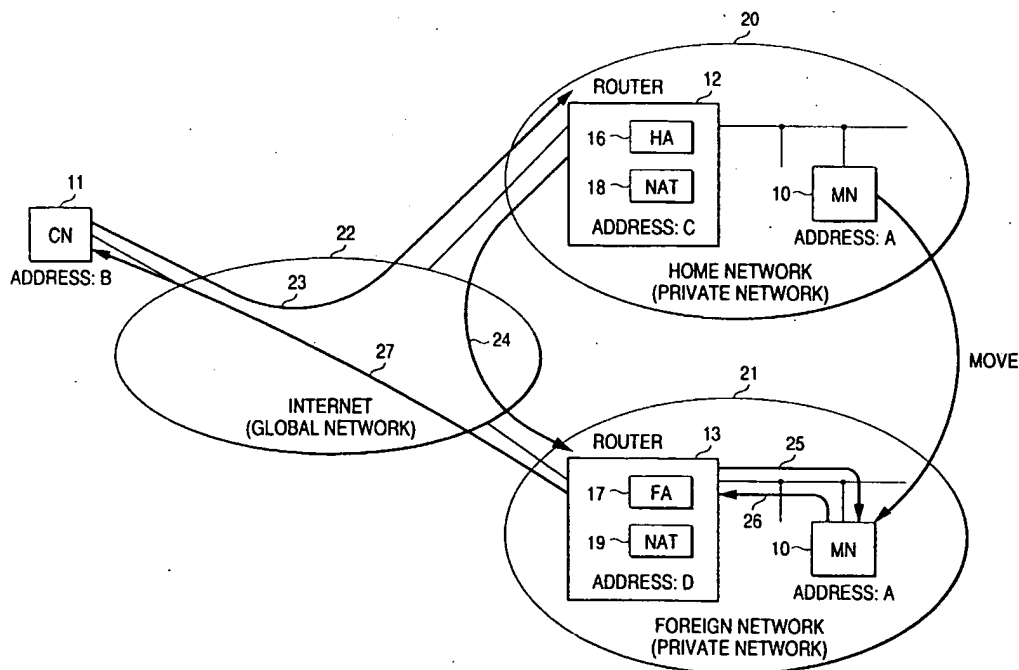 20
12
ROUTER
16
HA
18
NAT
ADDRESS: C
10
MN
ADDRESS: A
HOME NETWORK
(PRIVATE NETWORK)
11
CN
ADDRESS: B
22
23
24
27
INTERNET
(GLOBAL NETWORK)
MOVE
21
ROUTER
13
25
17
FA
26
19
NAT
10
MN
ADDRESS: D
ADDRESS: A
FOREIGN NETWORK
(PRIVATE NETWORK)